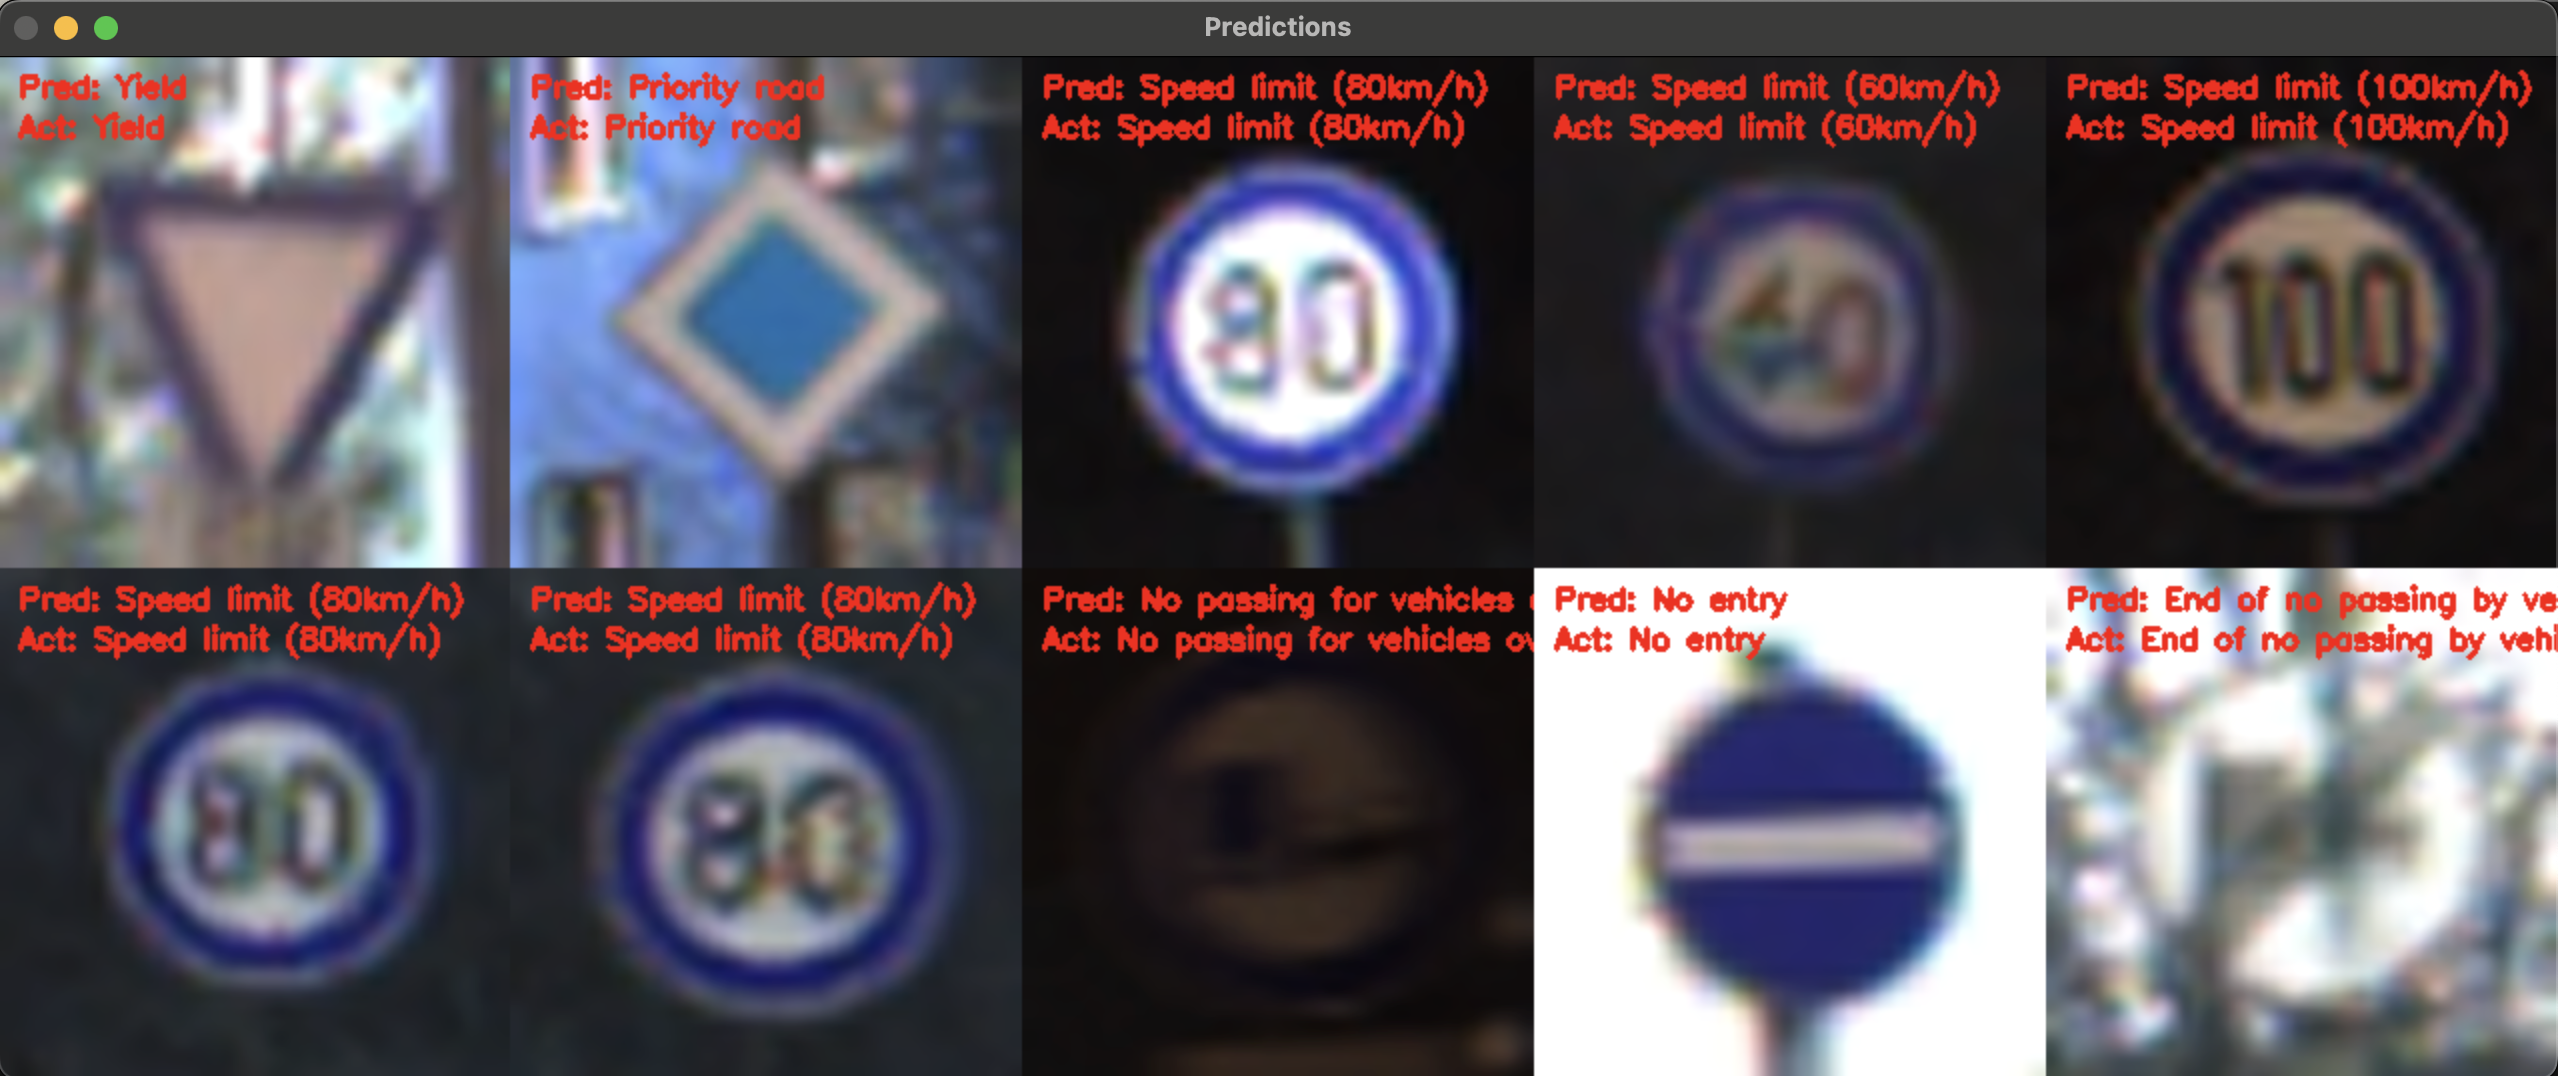 Predictions
Pred: Yield
Act: Yield
Pred: Priority road
Act: Priority road
Pred: Speed limit (80km/h)
Act: Speed limit (80km/h)
80
Pred: Speed limit (60km/h)
Act: Speed limit (60km/h)
Pred: Speed limit (100km/h)
Act: Speed limit (100km/h)
100
Pred: Speed limit (80km/h)
Act: Speed limit (80km/h)
80
Pred: Speed limit (80km/h)
Act: Speed limit (80km/h)
Pred: No passing for vehicles
Act: No passing for vehicles ov
Pred: No entry
Act: No entry
Pred: End of no passing by ve
Act: End of no passing by vehi